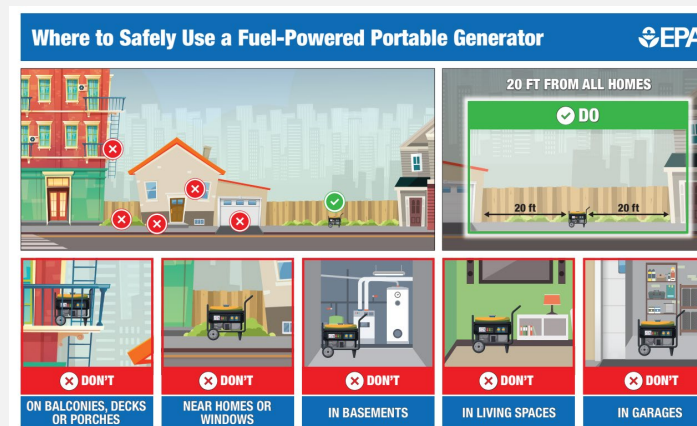 Where to Safely Use a Fuel-Powered Portable Generator
EPA
20 FT FROM ALL HOMES
DO
20 ft
20 ft
DON'T
ON BALCONIES, DECKS
OR PORCHES
DON'T
NEAR HOMES OR
WINDOWS
DON'T
IN BASEMENTS
DON'T
IN LIVING SPACES
DON'T
IN GARAGES